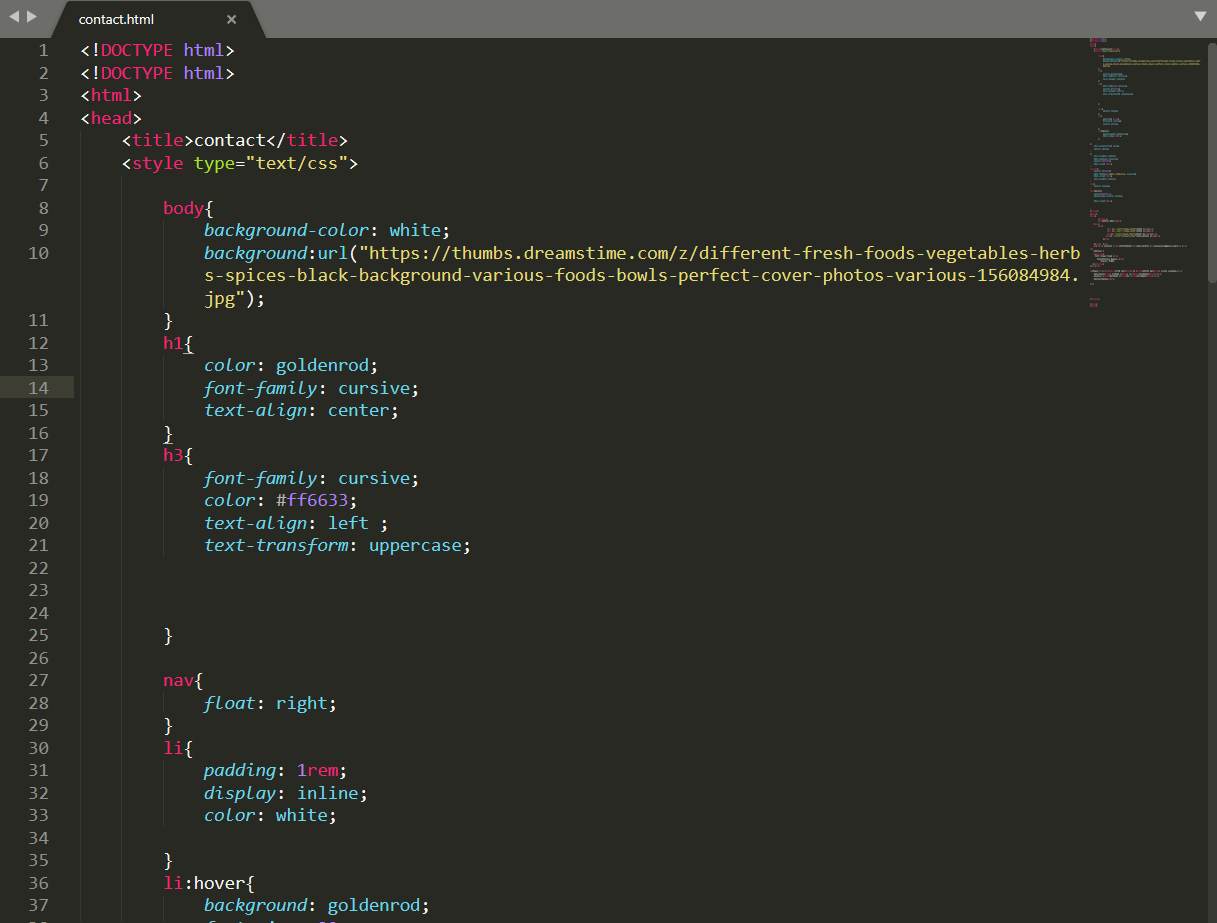 contact.html
1 <!DOCTYPE html>
2 <!DOCTYPE html>
3 <html>
4 <head>
5 <title>contact</title>
6 <style type="text/css">
7
8 body{
9 background-color: white;
10 background:url("https://thumbs.dreamstime.com/z/different-fresh-foods-vegetables-herb
s-spices-black-background-various-foods-bowls-perfect-cover-photos-various-156084984.
jpg");
11 }
12 h1{
13 color: goldenrod;
14 font-family: cursive;
15 text-align: center;
16 }
17 h3{
18 font-family: cursive;
19 color: #ff6633;
20 text-align: left ;
21 text-transform: uppercase;
22
23
24
25 }
26
27 nav{
28 float: right;
29 }
30 li{
31 padding: 1rem;
32 display: inline;
33 color: white;
34
35 }
36 li:hover{
37 background: goldenrod;